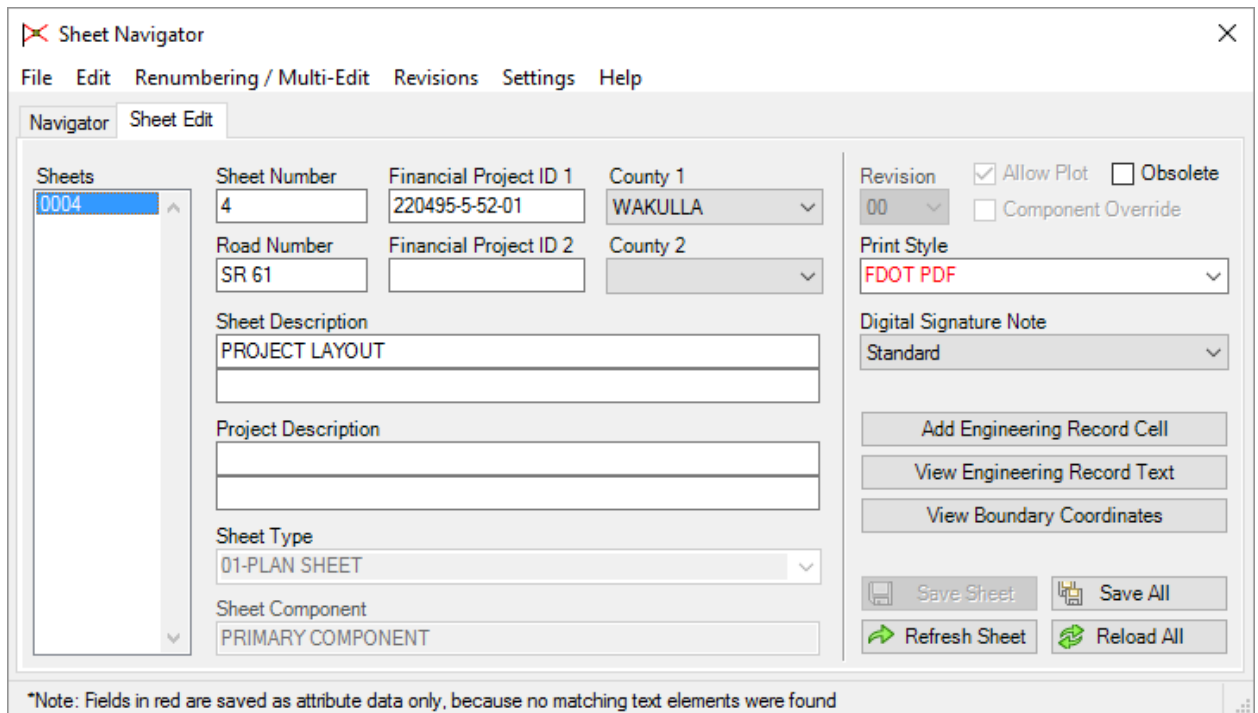 Sheet Navigator
File Edit Renumbering / Multi-Edit Revisions Settings Help
Navigator Sheet Edit
Sheets
0004
Sheet Number Financial Project ID 1 County 1
4 220495-5-52-01 WAKULLA
Road Number Financial Project ID 2 County 2
SR 61
Sheet Description
PROJECT LAYOUT
Project Description
Sheet Type
01-PLAN SHEET
Sheet Component
PRIMARY COMPONENT
Revision Allow Plot Obsolete
00 Component Override
Print Style
FDOT PDF
Digital Signature Note
Standard
Add Engineering Record Cell
View Engineering Record Text
View Boundary Coordinates
Save Sheet Save All
Refresh Sheet Reload All
*Note: Fields in red are saved as attribute data only, because no matching text elements were found